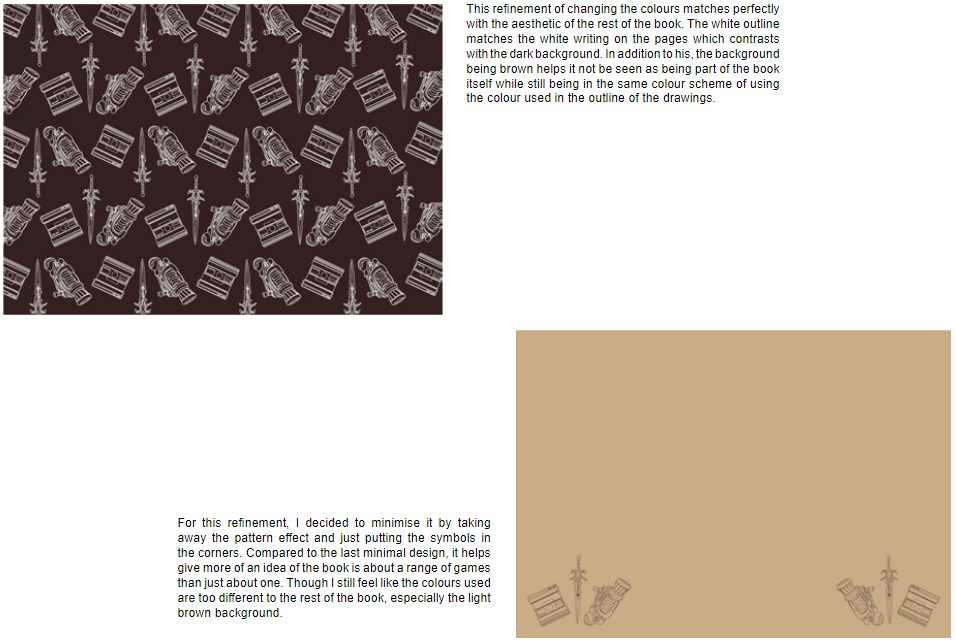 This refinement of changing the colours matches perfectly
with the aesthetic of the rest of the book. The white outline
matches the white writing on the pages which contrasts
with the dark background. In addition to his, the background
being brown helps it not be seen as being part of the book
itself while still being in the same colour scheme of using
the colour used in the outline of the drawings.
For this refinement, I decided to minimise it by taking
away the pattern effect and just putting the symbols in
the corners. Compared to the last minimal design, it helps
give more of an idea of the book is about a range of games
than just about one. Though I still feel like the colours used
are too different to the rest of the book, especially the light
brown background.